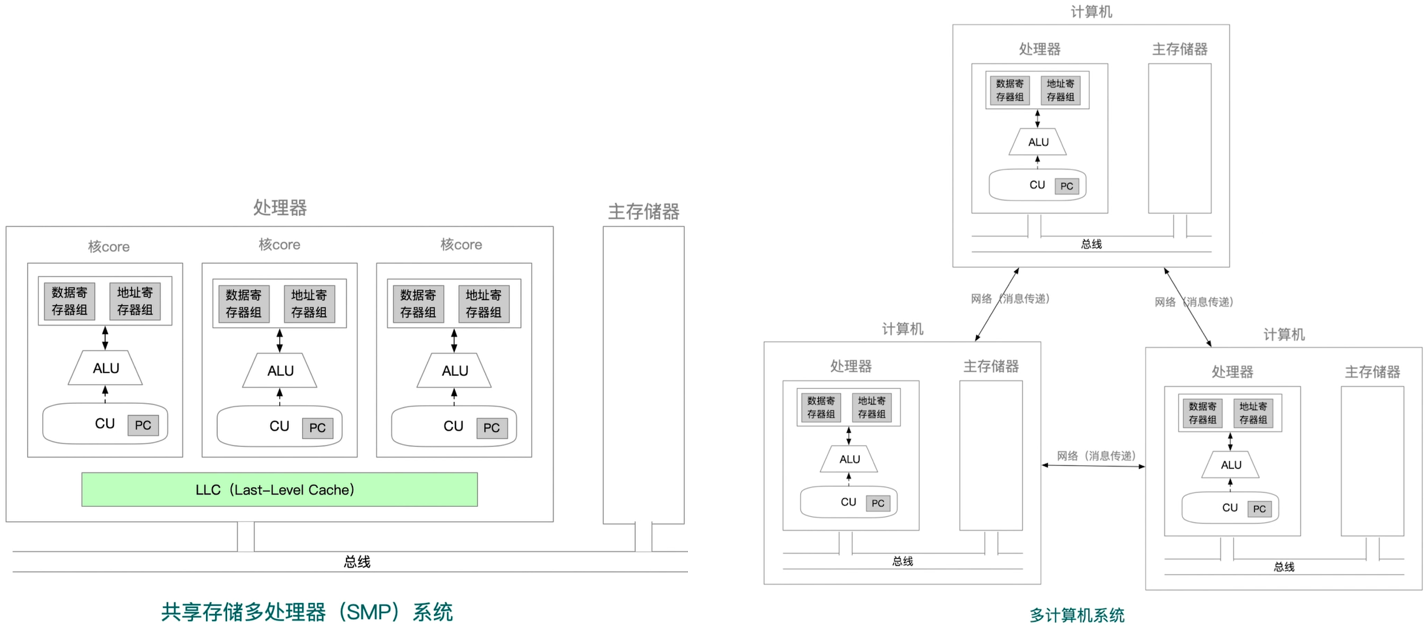 处理器
主存储器
核core
核core
核core
数据寄
存器组
地址寄
存器组
ALU
CU
PC
数据寄
存器组
地址寄
存器组
ALU
CU
PC
数据寄
存器组
地址寄
存器组
ALU
CU
PC
LLC（Last-Level Cache）
总线
共享存储多处理器（SMP）系统
计算机
处理器
主存储器
数据寄
存器组
地址寄
存器组
ALU
CU
PC
总线
网络（消息传递）
网络（消息传递）
计算机
处理器
主存储器
数据寄
存器组
地址寄
存器组
ALU
CU
PC
总线
网络（消息传递）
计算机
处理器
主存储器
数据寄
存器组
地址寄
存器组
ALU
CU
PC
总线
多计算机系统